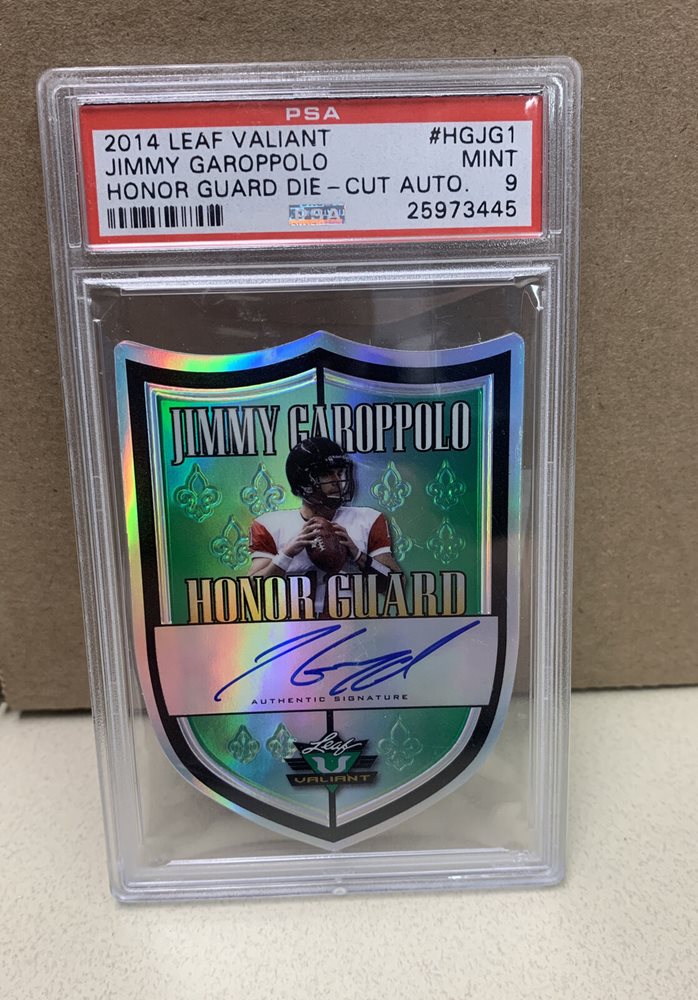 PSA
2014 LEAF VALIANT #HGJG1
JIMMY GAROPPOLO MINT
HONOR GUARD DIE-CUT AUTO. 9
PSA 25973445
JIMMY GAROPPOLO
HONOR GUARD
AUTHENTIC SIGNATURE
Leaf
VALIANT